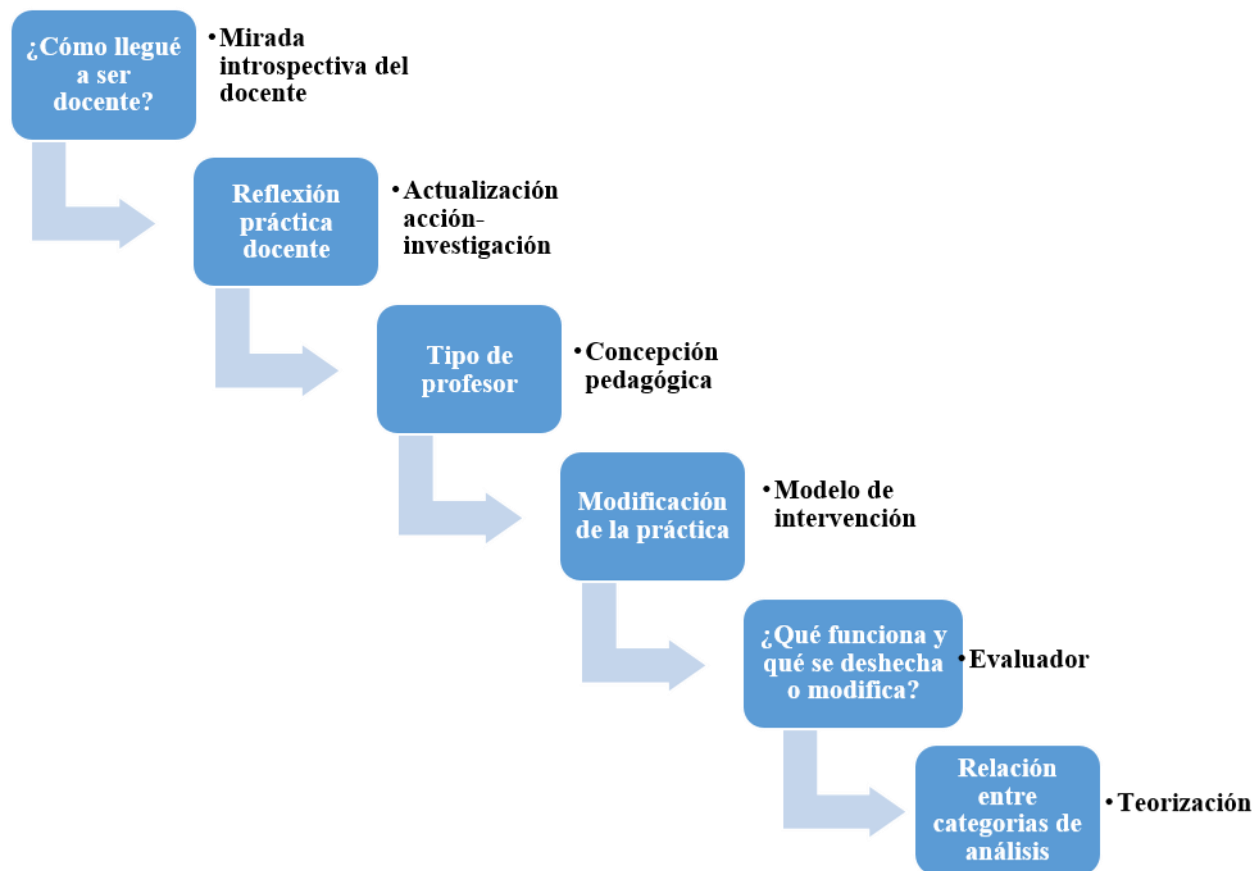 ¿Cómo llegué
a ser
docente?
•Mirada
introspectiva del
docente
Reflexión
práctica
docente
•Actualización
acción-
investigación
Tipo de
profesor
•Concepción
pedagógica
Modificación
de la práctica
•Modelo de
intervención
¿Qué funciona y
qué se deshecha
o modifica?
•Evaluador
Relación
entre
categorias de
análisis
•Teorización